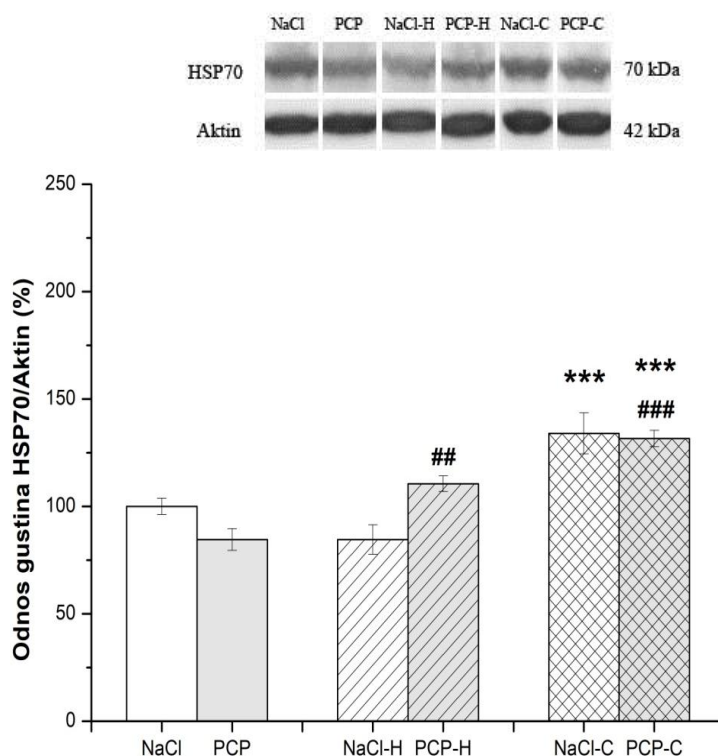 NaCl PCP NaCl-H PCP-H NaCl-C PCP-C
HSP70 70 kDa
Aktin 42 kDa
Odnos gustina HSP70/Aktin (%)
250
200
150
100
50
0
*** ***
###
##
NaCl PCP NaCl-H PCP-H NaCl-C PCP-C